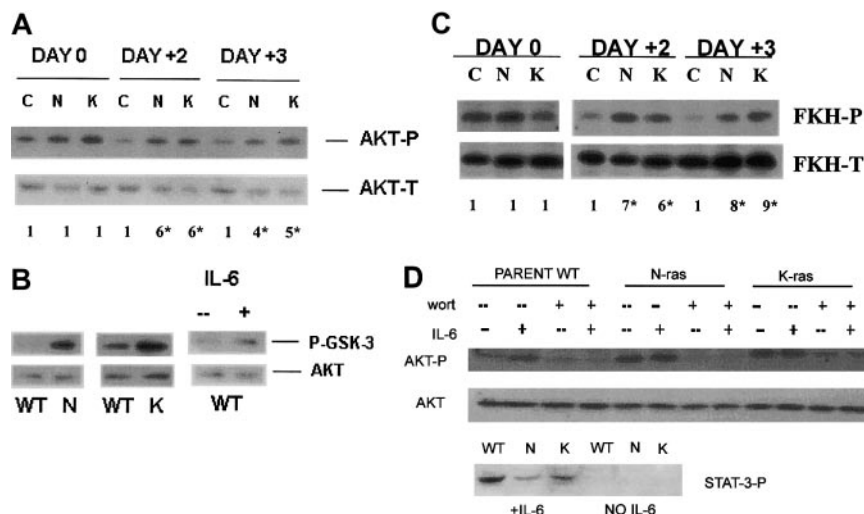 A
DAY 0 DAY +2 DAY +3
C N K C N K C N K
AKT-P
AKT-T
1 1 1 1 6* 6* 1 4* 5*
B
IL-6
-- +
P-GSK-3
AKT
WT N WT K WT
C
DAY 0 DAY +2 DAY +3
C N K C N K C N K
FKH-P
FKH-T
1 1 1 1 7* 6* 1 8* 9*
D
PARENT WT N-ras K-ras
wort -- -- + + -- -- + + -- -- + +
IL-6 -- + -- + -- + -- + -- + -- +
AKT-P
AKT
WT N K WT N K
STAT-3-P
+IL-6 NO IL-6